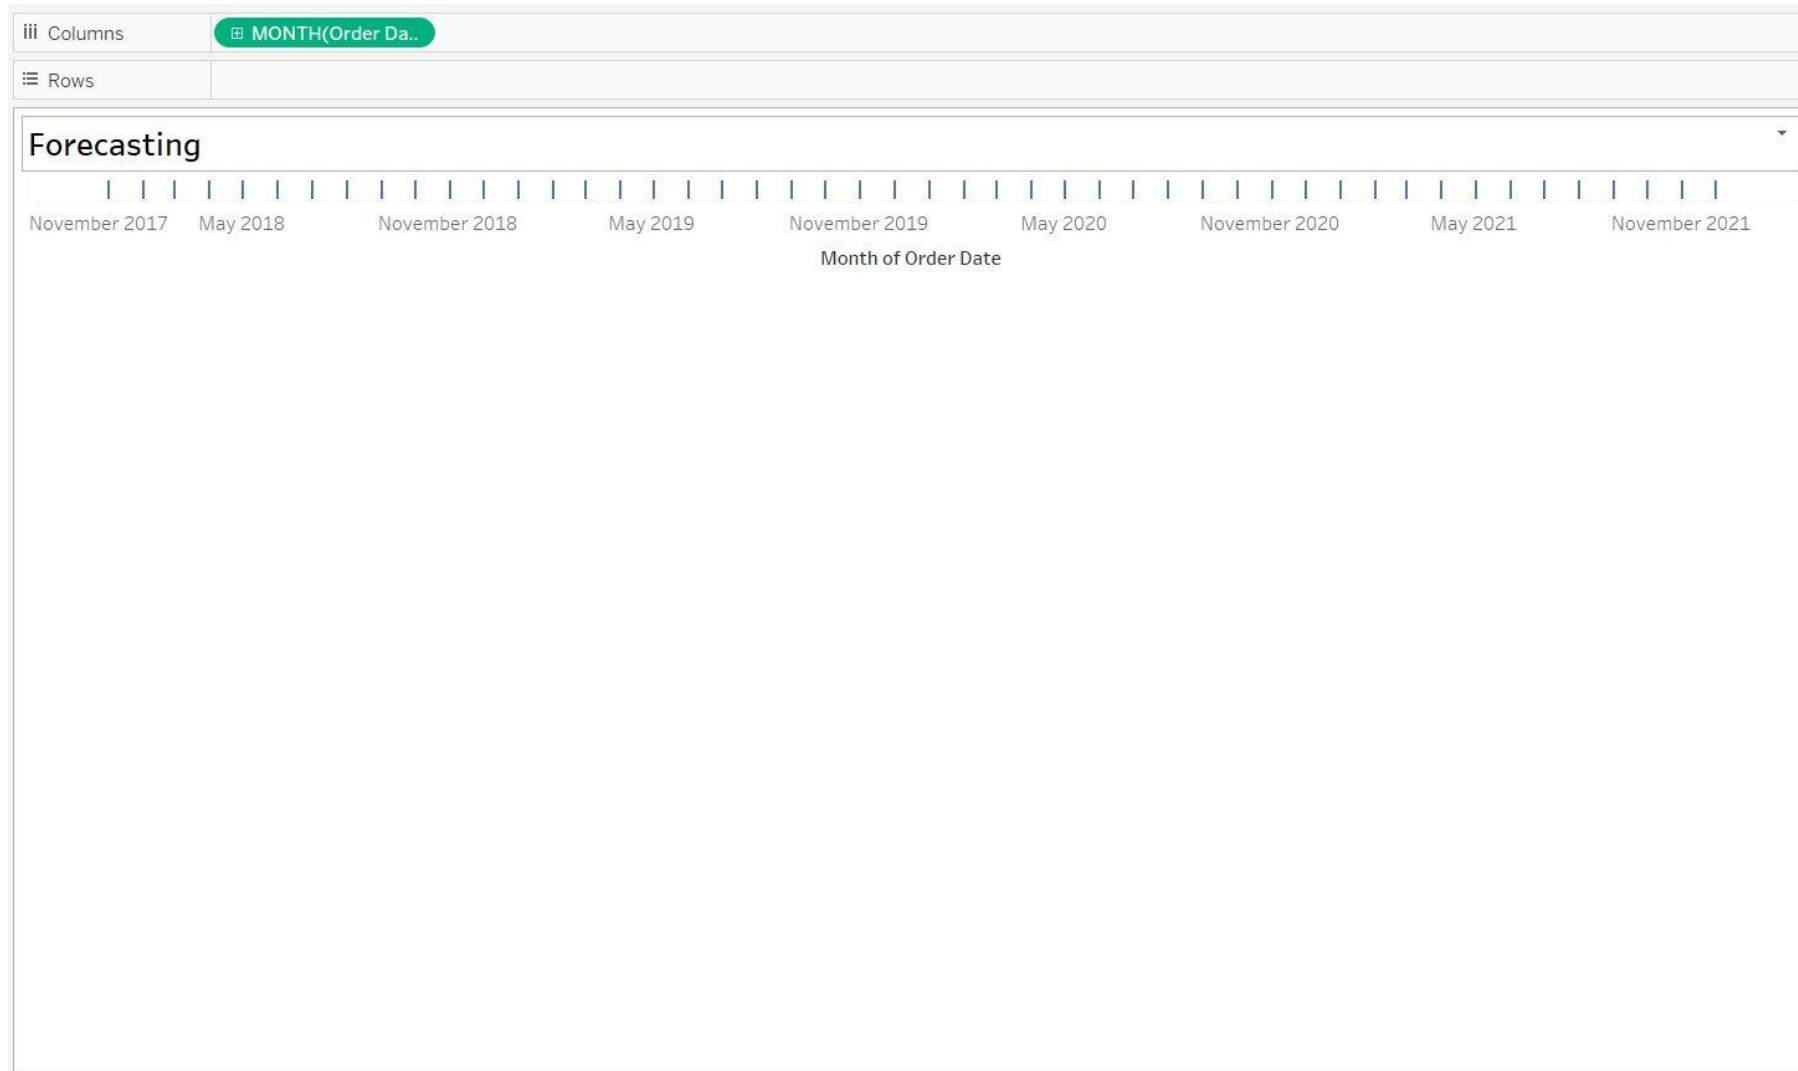 Columns MONTH(Order Da..
Rows
Forecasting
November 2017 May 2018 November 2018 May 2019 November 2019 May 2020 November 2020 May 2021 November 2021
Month of Order Date